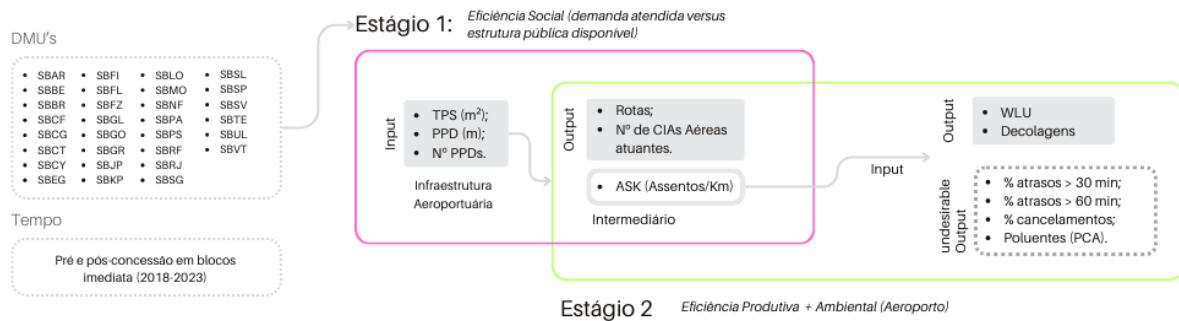 Estágio 1:
Eficiência Social (demanda atendida versus
estrutura pública disponível)
DMU's
SBAR
SBBE
SBBR
SBCF
SBCG
SBCT
SBCY
SBEG
SBFI
SBFL
SBFZ
SBGL
SBGO
SBGR
SBJP
SBKP
SBLO
SBMO
SBNF
SBPA
SBPS
SBRF
SBRJ
SBSG
SBSL
SBSP
SBSV
SBTE
SBUL
SBVT
Tempo
Pré e pós-concessão em blocos
imediata (2018-2023)
Input
TPS (m²);
PPD (m);
Nº PPDs.
Infraestrutura
Aeroportuária
Output
Rotas;
Nº de CIAs Aéreas
atuantes.
ASK (Assentos/Km)
Intermediário
Input
Output
WLU
Decolagens
undesirable
Output
% atrasos > 30 min;
% atrasos > 60 min;
% cancelamentos;
Poluentes (PCA).
Estágio 2
Eficiência Produtiva + Ambiental (Aeroporto)